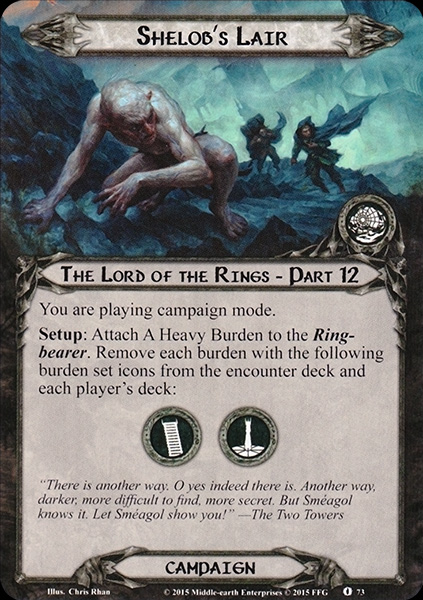 Shelob's Lair
The Lord of the Rings - Part 12
You are playing campaign mode.
Setup: Attach A Heavy Burden to the Ring-
bearer. Remove each burden with the following
burden set icons from the encounter deck and
each player's deck:
“There is another way. O yes indeed there is. Another way,
darker, more difficult to find, more secret. But Sméagol
knows it. Let Sméagol show you!” —The Two Towers
CAMPAIGN
Illus. Chris Rhan
© 2015 Middle-earth Enterprises © 2015 FFG
73